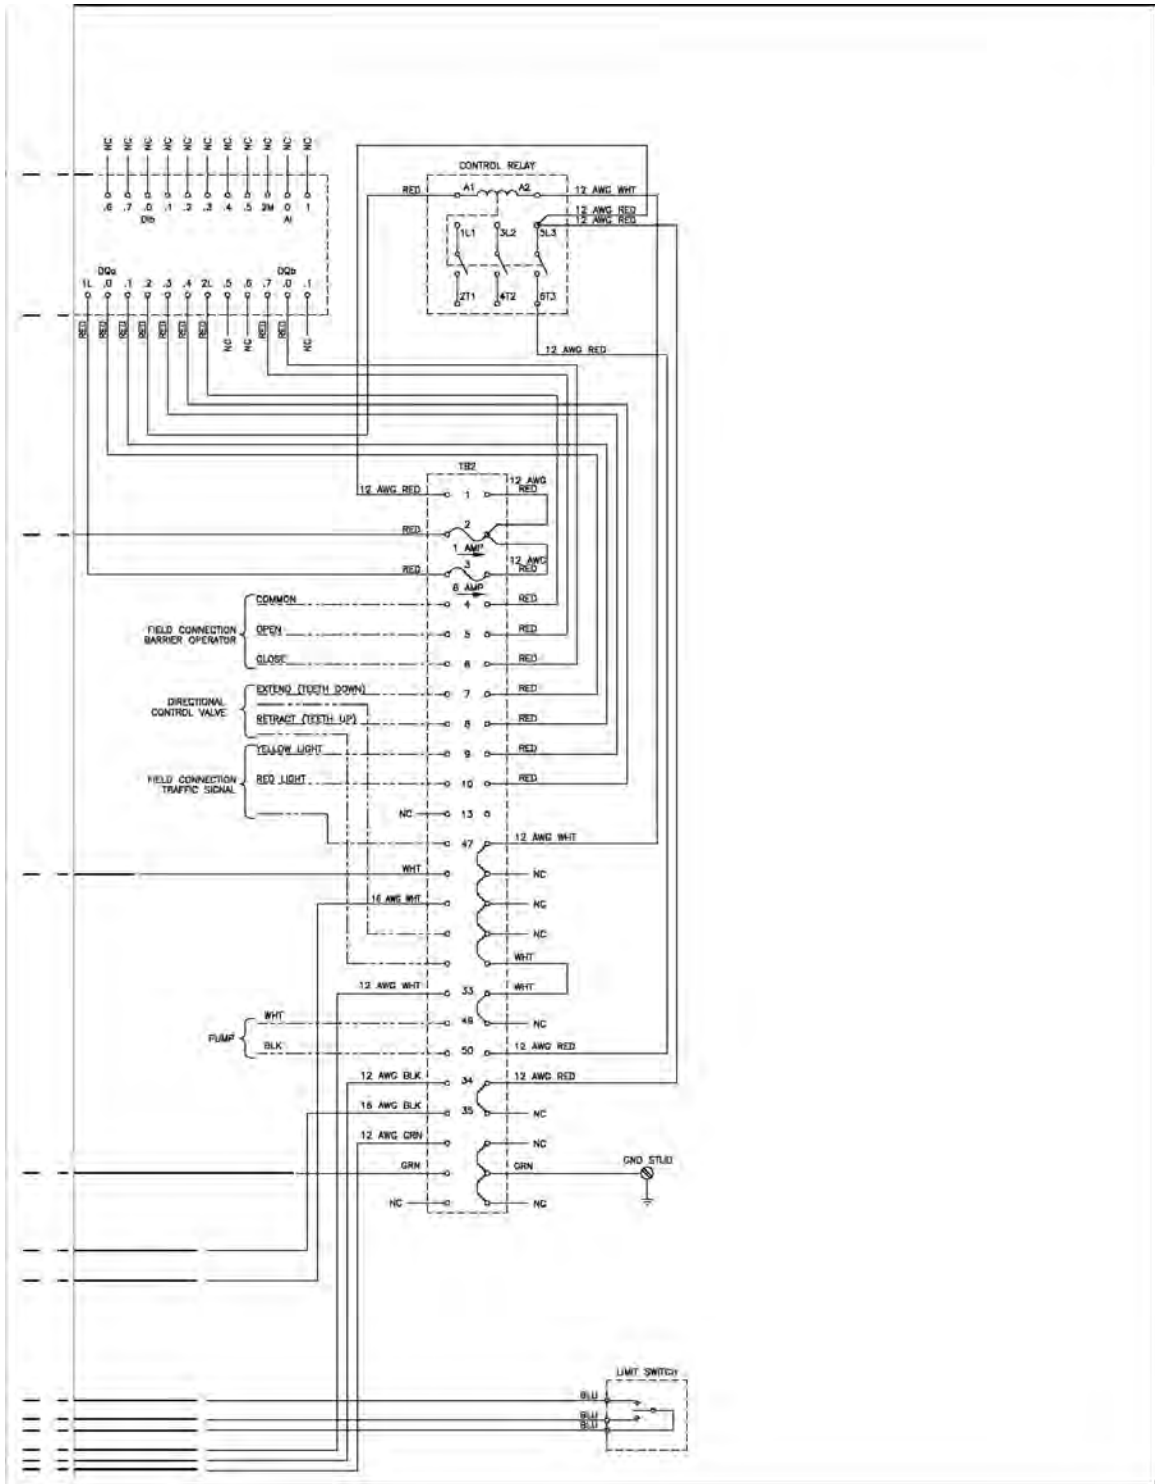 NC NC NC NC NC NC NC NC NC NC NC
CONTROL RELAY
RED A1 A2 12 AWG WHT
.6 .7 .0 .1 .2 .3 .4 .5 2M 0 1
DIb AI
12 AWG RED
12 AWG RED
1L1 3L2 5L3
DQa DQb
1L .0 .1 .2 .3 .4 2L .5 .6 .7 .0 .1
2T1 4T2 6T3
RED RED RED RED RED RED RED NC NC RED RED NC
12 AWG RED
TB2
12 AWG RED 1 12 AWG RED
RED 2
1 AMP
12 AWG RED
RED 3
6 AMP
COMMON 4 RED
FIELD CONNECTION BARRIER OPERATOR
OPEN 5 RED
CLOSE 6 RED
EXTEND (TEETH DOWN) 7 RED
DIRECTIONAL CONTROL VALVE
RETRACT (TEETH UP) 8 RED
YELLOW LIGHT 9 RED
FIELD CONNECTION TRAFFIC SIGNAL
RED LIGHT 10 RED
NC 13
47 12 AWG WHT
WHT NC
16 AWG WHT NC
NC
WHT
12 AWG WHT 33 WHT
WHT 49 NC
PUMP
BLK 50 12 AWG RED
12 AWG BLK 34 12 AWG RED
16 AWG BLK 35 NC
12 AWG GRN NC
GRN GRN GND STUD
NC NC
LIMIT SWITCH
BLU
BLU
BLU